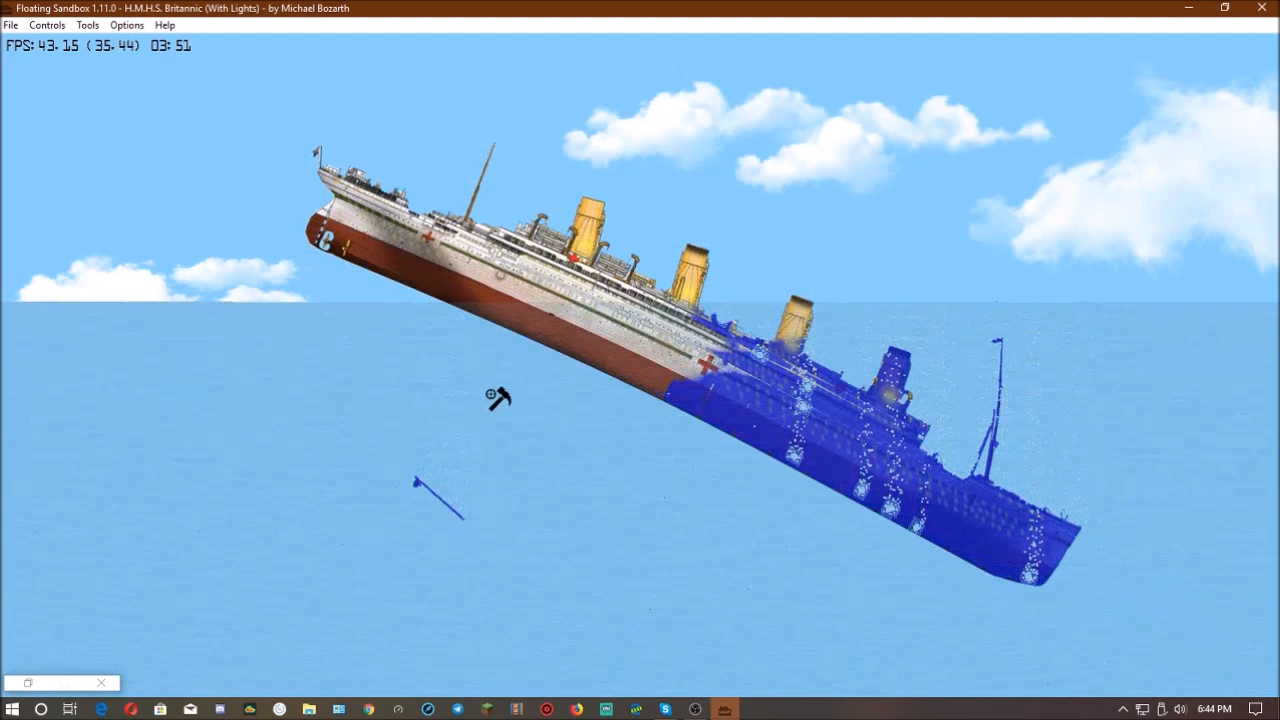 Floating Sandbox 1.11.0 - H.M.H.S. Britannic (With Lights) - by Michael Bozarth
File Controls Tools Options Help
FPS: 43.15 (35.44) 03:51
6:44 PM